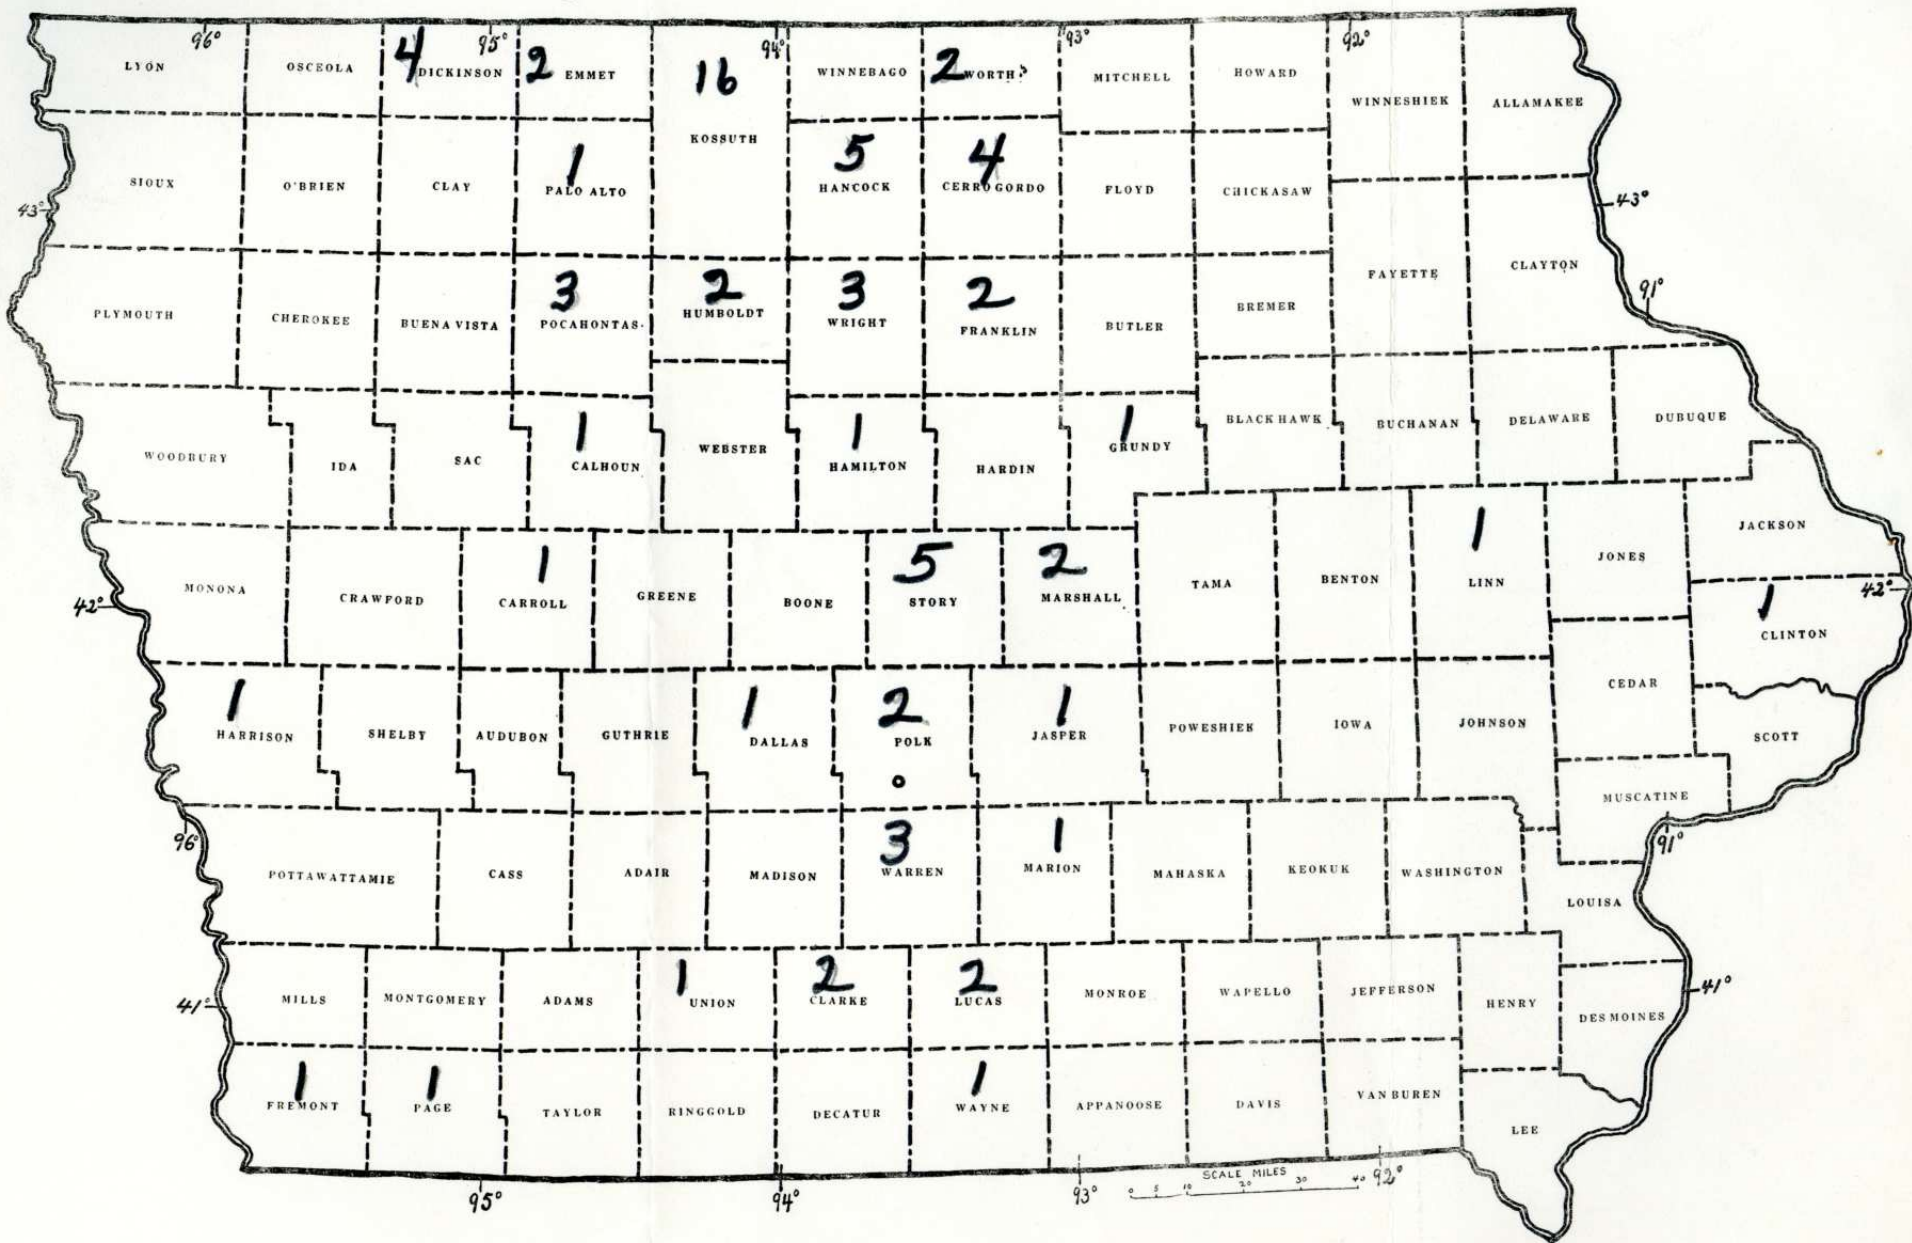 96° 95° 94° 93° 92°
LYON OSCEOLA 4 DICKINSON 2 EMMET 16 WINNEBAGO 2 WORTH MITCHELL HOWARD WINNESHIEK ALLAMAKEE
KOSSUTH
SIOUX O'BRIEN CLAY 1 PALO ALTO 5 HANCOCK 4 CERRO GORDO FLOYD CHICKASAW
43° 43°
FAYETTE CLAYTON
91°
PLYMOUTH CHEROKEE BUENA VISTA 3 POCAHONTAS 2 HUMBOLDT 3 WRIGHT 2 FRANKLIN BUTLER BREMER
WOODBURY IDA SAC 1 CALHOUN WEBSTER 1 HAMILTON HARDIN 1 GRUNDY BLACK HAWK BUCHANAN DELAWARE DUBUQUE
MONONA CRAWFORD 1 CARROLL GREENE BOONE 5 STORY 2 MARSHALL TAMA BENTON 1 LINN JONES JACKSON
42° 42°
1 CLINTON
1 HARRISON SHELBY AUDUBON GUTHRIE 1 DALLAS 2 POLK 1 JASPER POWESHIEK IOWA JOHNSON CEDAR SCOTT
MUSCATINE
96° 91°
POTTAWATTAMIE CASS ADAIR MADISON 3 WARREN 1 MARION MAHASKA KEOKUK WASHINGTON LOUISA
41° MILLS MONTGOMERY ADAMS 1 UNION 2 CLARKE 2 LUCAS MONROE WAPELLO JEFFERSON HENRY DES MOINES 41°
1 FREMONT 1 PAGE TAYLOR RINGGOLD DECATUR 1 WAYNE APPANOOSE DAVIS VAN BUREN LEE
SCALE MILES
0 5 10 20 30 40
95° 94° 93° 92°